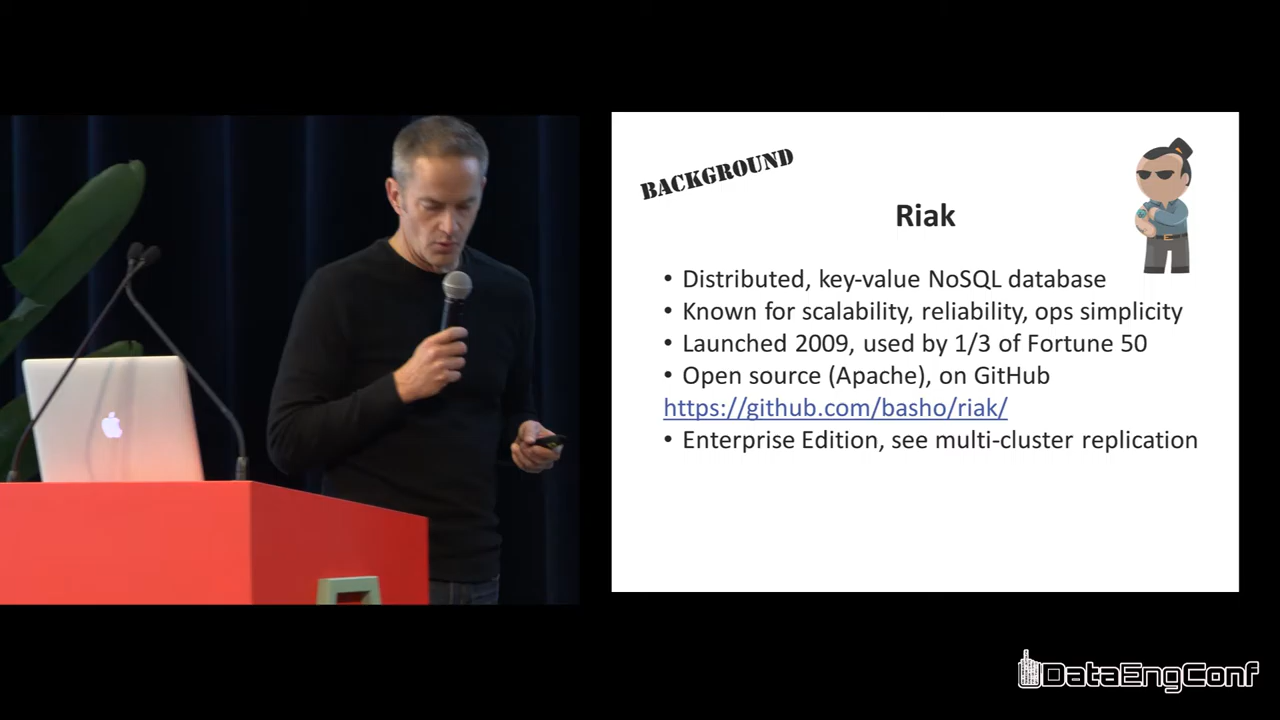 BACKGROUND
Riak
• Distributed, key-value NoSQL database
• Known for scalability, reliability, ops simplicity
• Launched 2009, used by 1/3 of Fortune 50
• Open source (Apache), on GitHub
https://github.com/basho/riak/
• Enterprise Edition, see multi-cluster replication
DataEngConf